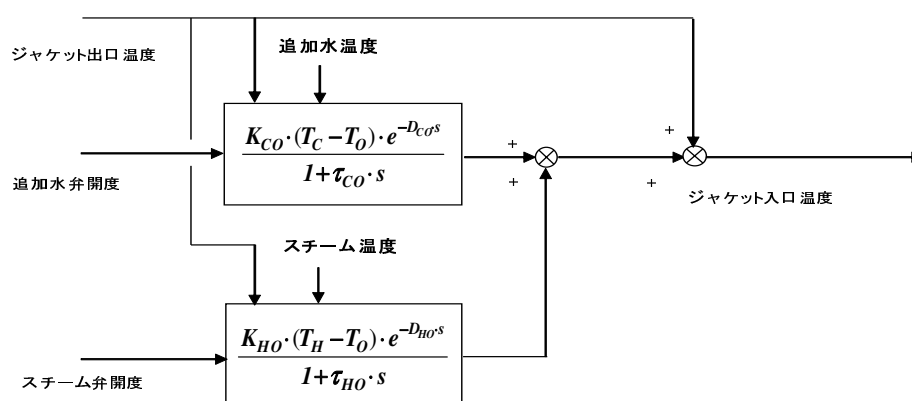 ジャケット出口温度
追加水温度
K_CO·(T_C − T_O)·e^{−D_CO·s}
1+τ_CO·s
+
+
+
+
追加水弁開度
ジャケット入口温度
スチーム温度
K_HO·(T_H − T_O)·e^{−D_HO·s}
1+τ_HO·s
スチーム弁開度